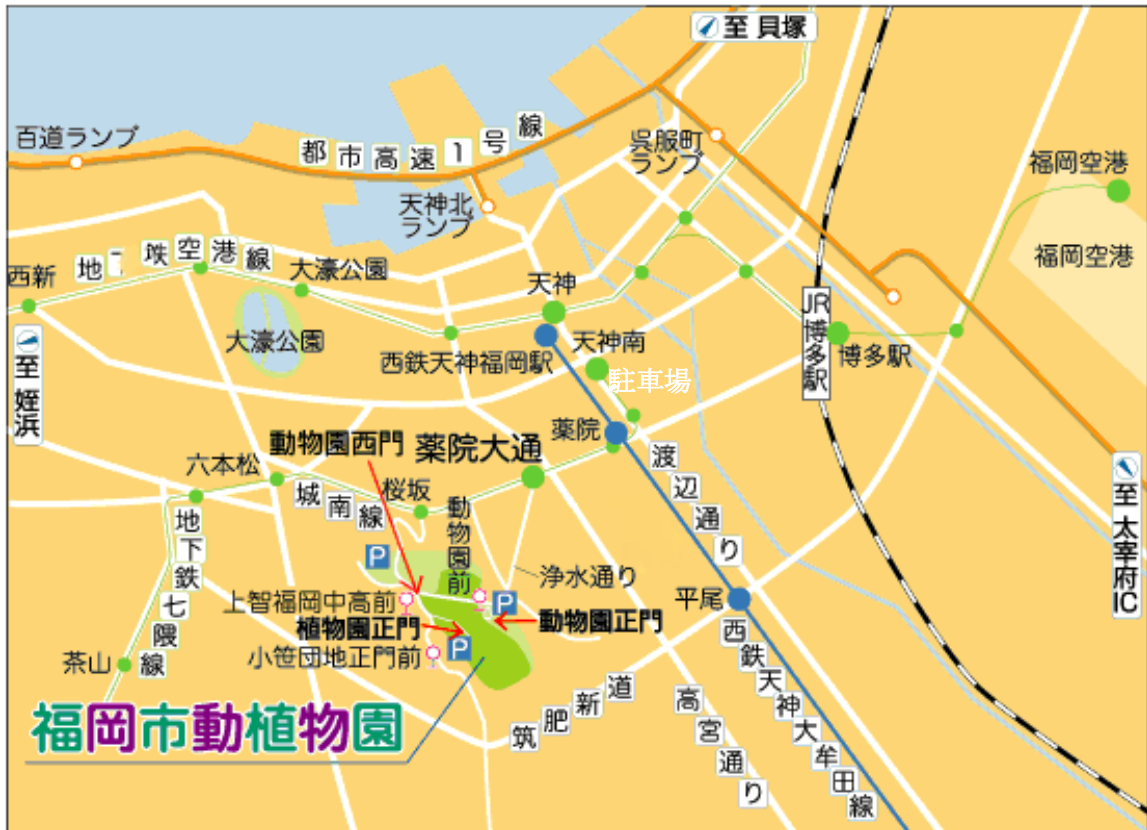 至 貝塚
百道ランプ
都市高速1号線
呉服町
ランプ
福岡空港
天神北
ランプ
福岡空港
西新
地下鉄空港線
大濠公園
天神
大濠公園
西鉄天神福岡駅
天神南
JR博多駅
博多駅
至 姪浜
駐車場
薬院
動物園西門
薬院大通
六本松
城南線
桜坂
動物園前
渡辺通り
至 太宰府IC
地下鉄七隈線
P
浄水通り
上智福岡中高前
P
平尾
植物園正門
動物園正門
茶山
小笹団地正門前
P
西鉄天神大牟田線
筑肥新道
高宮通り
福岡市動植物園